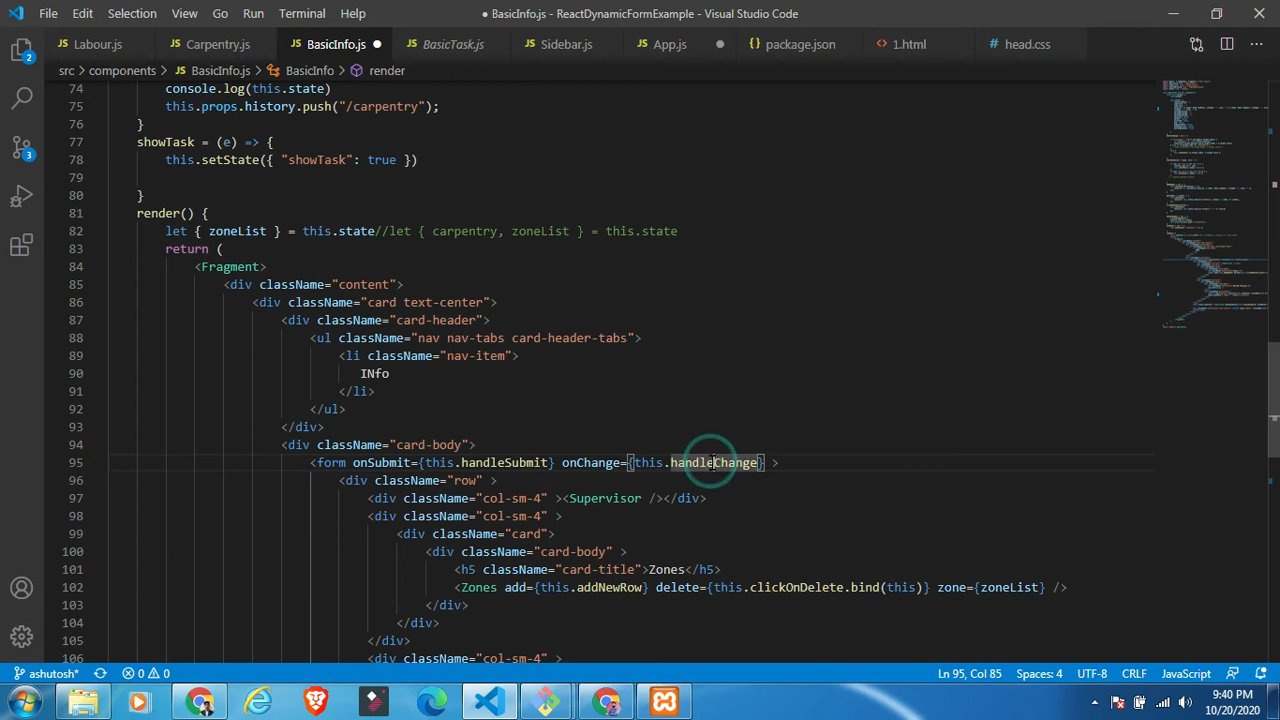 File Edit Selection View Go Run Terminal Help
BasicInfo.js - ReactDynamicFormExample - Visual Studio Code
JS Labour.js JS Carpentry.js JS BasicInfo.js JS BasicTask.js JS Sidebar.js JS App.js package.json 1.html head.css
src > components > JS BasicInfo.js > BasicInfo > render
74 console.log(this.state)
75 this.props.history.push("/carpentry");
76 }
77 showTask = (e) => {
78 this.setState({ "showTask": true })
79
80 }
81 render() {
82 let { zoneList } = this.state//let { carpentry, zoneList } = this.state
83 return (
84 <Fragment>
85 <div className="content">
86 <div className="card text-center">
87 <div className="card-header">
88 <ul className="nav nav-tabs card-header-tabs">
89 <li className="nav-item">
90 INfo
91 </li>
92 </ul>
93 </div>
94 <div className="card-body">
95 <form onSubmit={this.handleSubmit} onChange={this.handleChange} >
96 <div className="row" >
97 <div className="col-sm-4" ><Supervisor /></div>
98 <div className="col-sm-4" >
99 <div className="card">
100 <div className="card-body" >
101 <h5 className="card-title">Zones</h5>
102 <Zones add={this.addNewRow} delete={this.clickOnDelete.bind(this)} zone={zoneList} />
103 </div>
104 </div>
105 </div>
106 <div className="col-sm-4" >
2
3
ashutosh* 0 0 Ln 95, Col 85 Spaces: 4 UTF-8 CRLF JavaScript
9:40 PM
10/20/2020